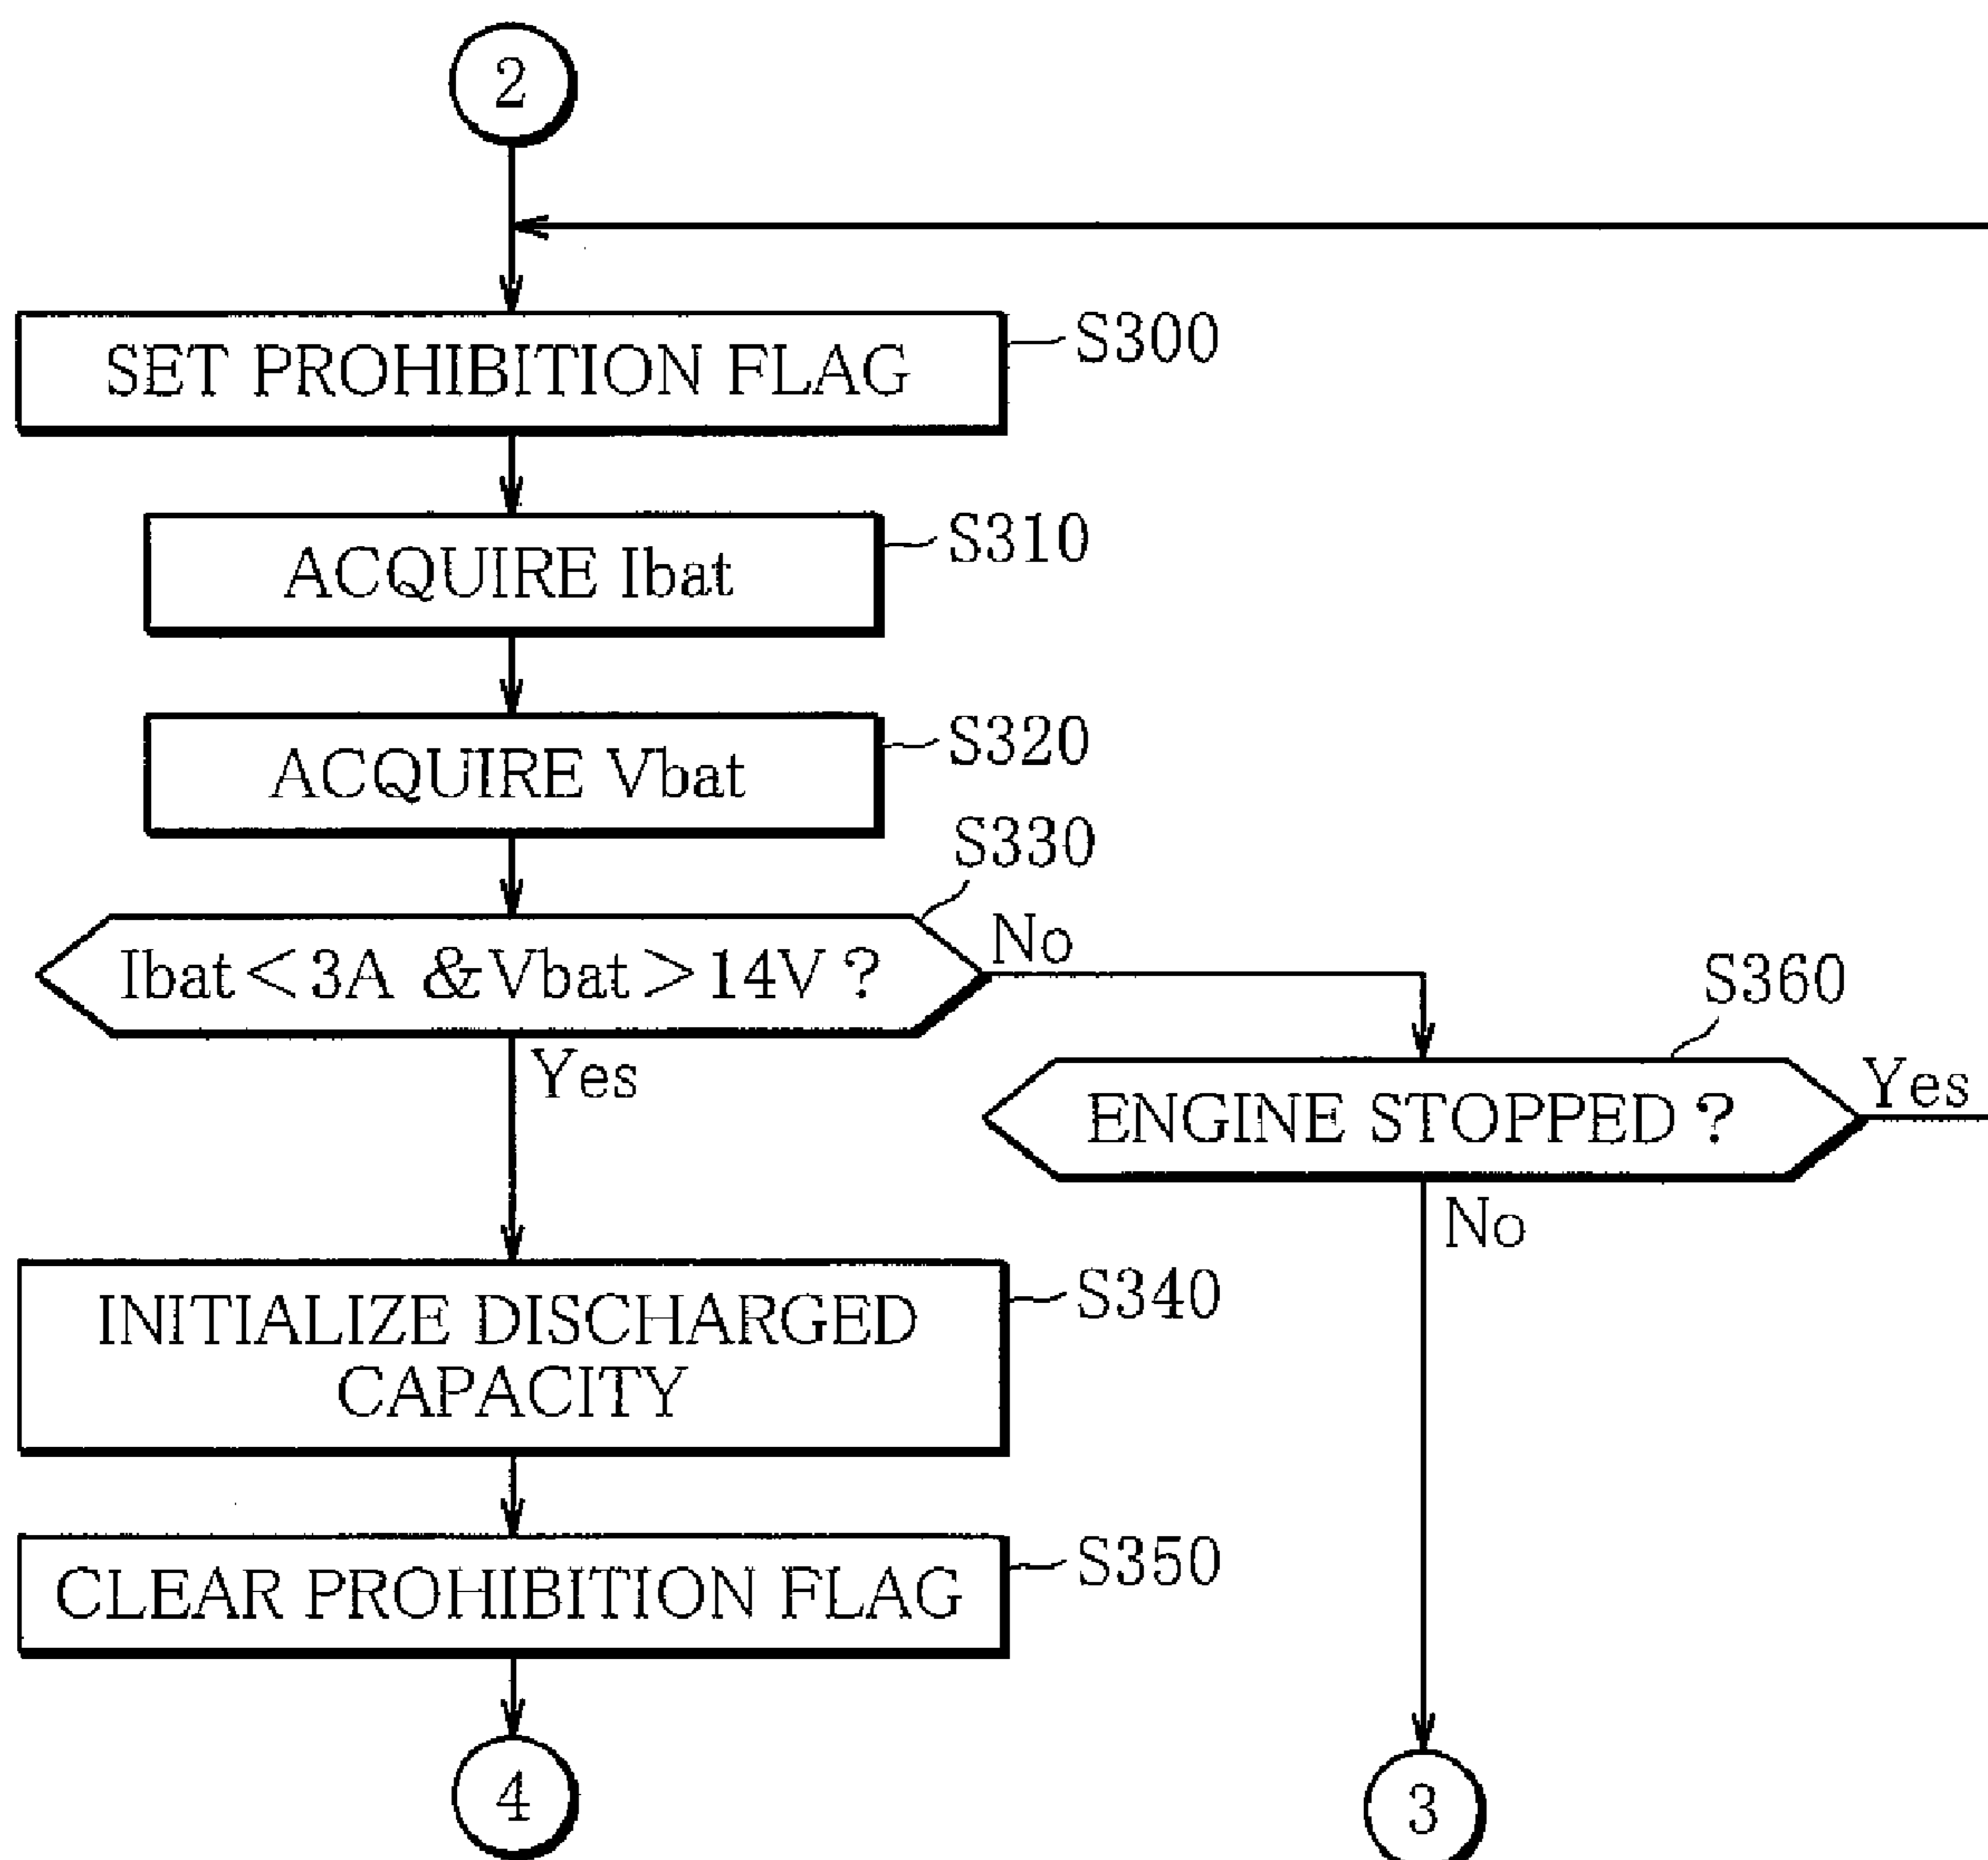 2
SET PROHIBITION FLAG
S300
ACQUIRE Ibat
S310
ACQUIRE Vbat
S320
S330
Ibat<3A &Vbat>14V?
No
Yes
S360
ENGINE STOPPED?
Yes
No
INITIALIZE DISCHARGED
CAPACITY
S340
CLEAR PROHIBITION FLAG
S350
4
3